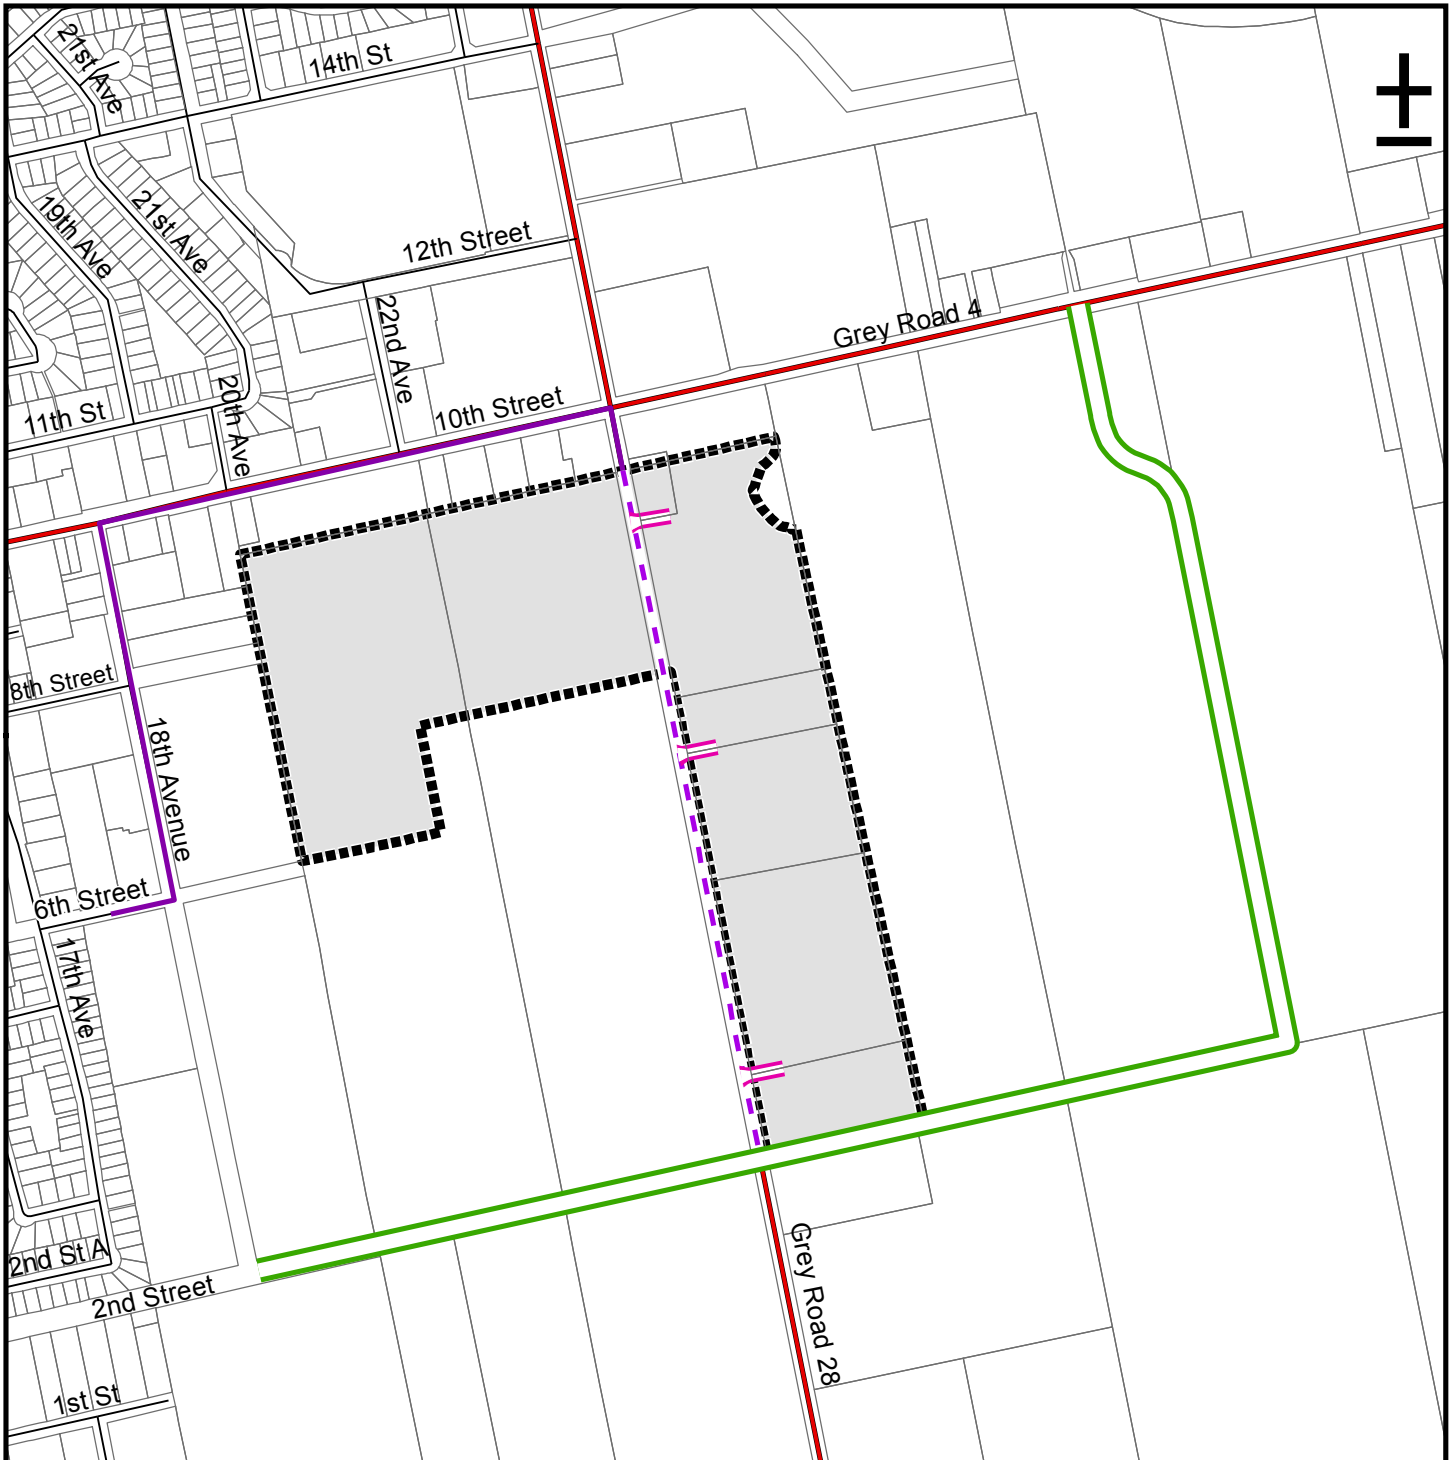 21st Ave
14th St
19th Ave
21st Ave
12th Street
22nd Ave
Grey Road 4
20th Ave
10th Street
11th St
8th Street
18th Avenue
6th Street
17th Ave
2nd St A
2nd Street
Grey Road 28
1st St